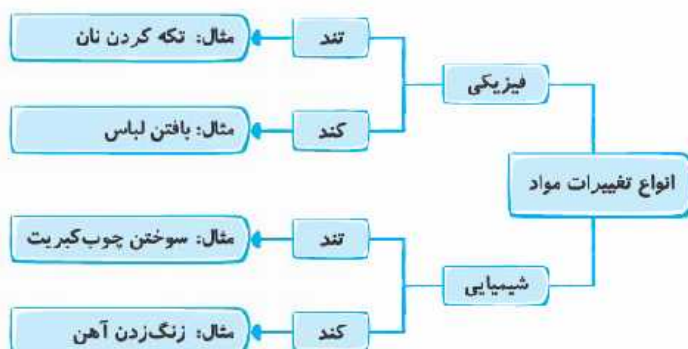 انواع تغییرات مواد
فیزیکی
تند
مثال: تکه کردن نان
کند
مثال: بافتن لباس
شیمیایی
تند
مثال: سوختن چوب‌کبریت
کند
مثال: زنگ‌زدن آهن